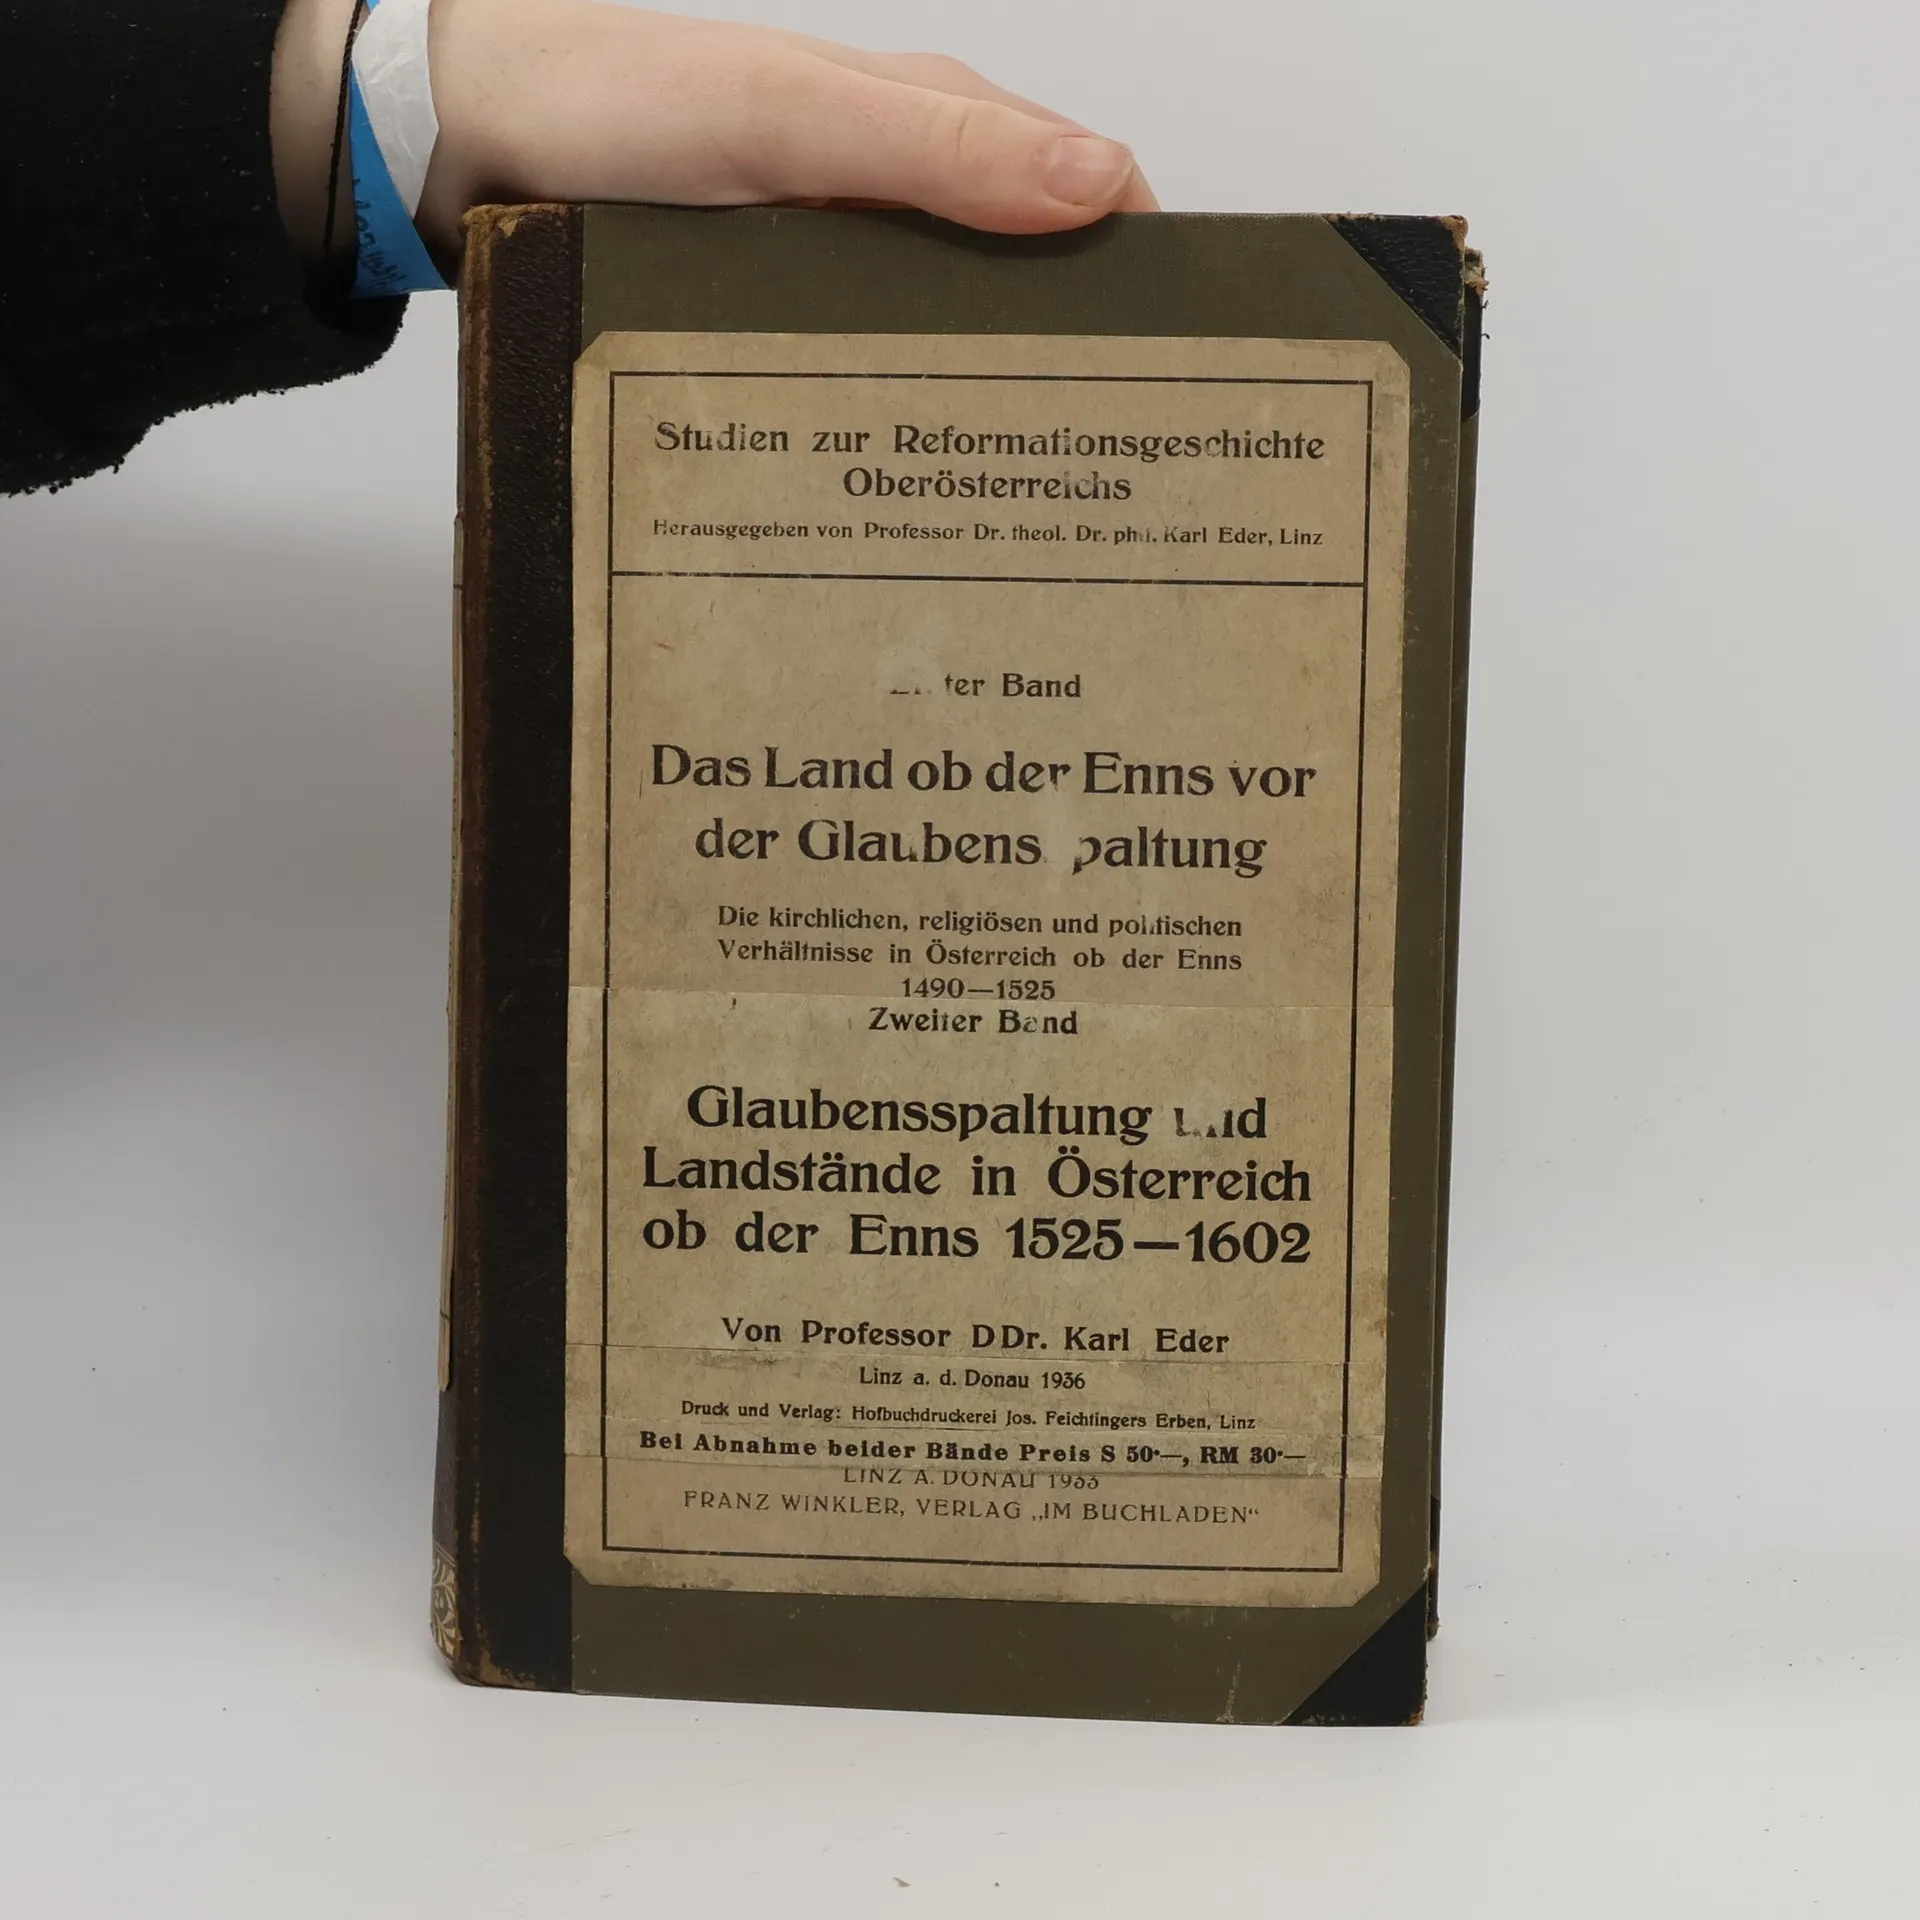 Studien zur Reformationsgeschichte
Oberösterreichs
Herausgegeben von Professor Dr. theol. Dr. phil. Karl Eder, Linz
Band
Das Land ob der Enns vor
der Glaubensspaltung
Die kirchlichen, religiösen und politischen
Verhältnisse in Österreich ob der Enns
1490—1525
Zweiter Band
Glaubensspaltung und
Landstände in Österreich
ob der Enns 1525—1602
Von Professor DDr. Karl Eder
Linz a. d. Donau 1936
Druck und Verlag: Hofbuchdruckerei Jos. Feichtingers Erben, Linz
Bei Abnahme beider Bände Preis S 50·—, RM 30·—
LINZ A. DONAU 1933
FRANZ WINKLER, VERLAG „IM BUCHLADEN“